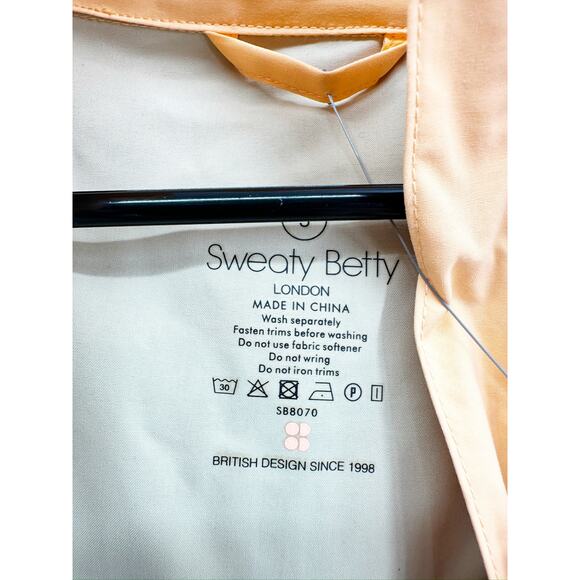 Sweaty Betty
LONDON
MADE IN CHINA
Wash separately
Fasten trims before washing
Do not use fabric softener
Do not wring
Do not iron trims
30 P
SB8070
BRITISH DESIGN SINCE 1998